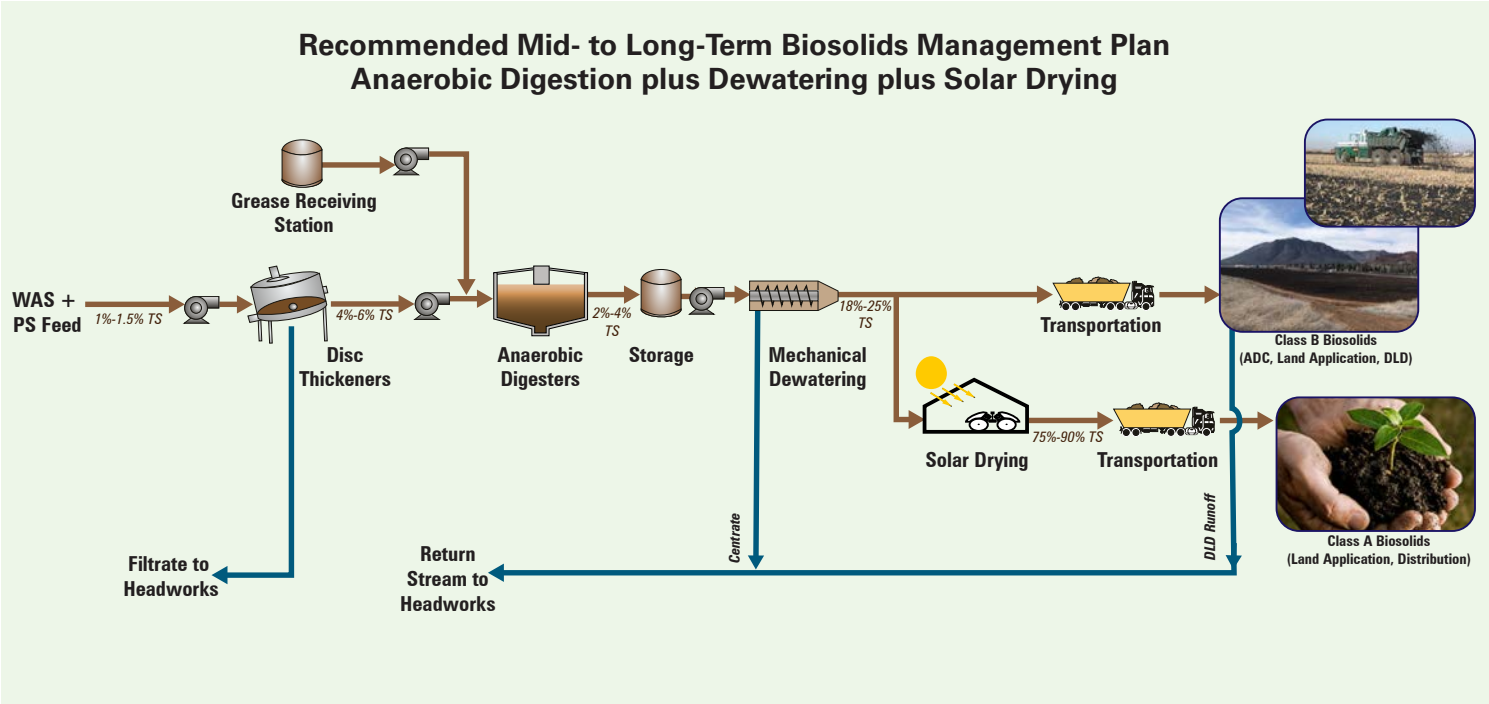 Recommended Mid- to Long-Term Biosolids Management Plan
Anaerobic Digestion plus Dewatering plus Solar Drying
Grease Receiving
Station
WAS +
PS Feed
1%-1.5% TS
Disc
Thickeners
4%-6% TS
Anaerobic
Digesters
2%-4%
TS
Storage
Mechanical
Dewatering
18%-25%
TS
Transportation
Class B Biosolids
(ADC, Land Application, DLD)
Solar Drying
75%-90% TS
Transportation
Class A Biosolids
(Land Application, Distribution)
Filtrate to
Headworks
Return
Stream to
Headworks
Centrate
DLD Runoff